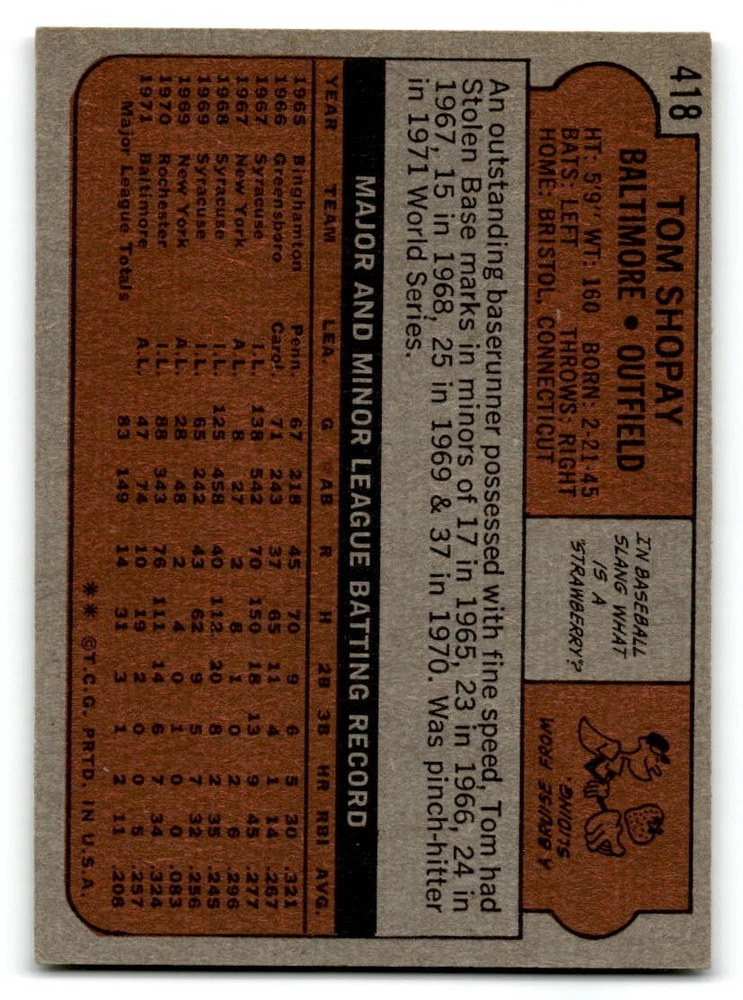 418
TOM SHOPAY
BALTIMORE • OUTFIELD
HT: 5'9" WT: 160 BORN: 2-21-45
BATS: LEFT THROWS: RIGHT
HOME: BRISTOL, CONNECTICUT
IN BASEBALL
SLANG WHAT
IS A
"STRAWBERRY"?
A BRUISE FROM
SLIDING.
An outstanding baserunner possessed with fine speed, Tom had
Stolen Base marks in minors of 17 in 1965, 23 in 1966, 24 in
1967, 15 in 1968, 25 in 1969 & 37 in 1970. Was pinch-hitter
in 1971 World Series.
MAJOR AND MINOR LEAGUE BATTING RECORD
YEAR TEAM LEA. G AB R H 2B 3B HR RBI AVG.
1965 Binghamton Penn. 67 218 45 70 9 6 5 30 .321
1966 Greensboro Carol. 71 243 37 65 11 4 1 14 .267
1967 Syracuse I.L. 138 542 70 150 18 13 9 45 .277
1967 New York A.L. 8 27 2 8 1 0 2 6 .296
1968 Syracuse I.L. 125 458 40 112 20 8 2 35 .245
1969 Syracuse I.L. 65 242 43 62 9 5 7 32 .256
1969 New York A.L. 28 48 2 4 0 1 0 0 .083
1970 Rochester I.L. 88 343 76 111 14 6 7 34 .324
1971 Baltimore A.L. 47 74 10 19 2 0 0 5 .257
Major League Totals 83 149 14 31 3 1 2 11 .208
** © T.C.G. PRTD. IN U.S.A.